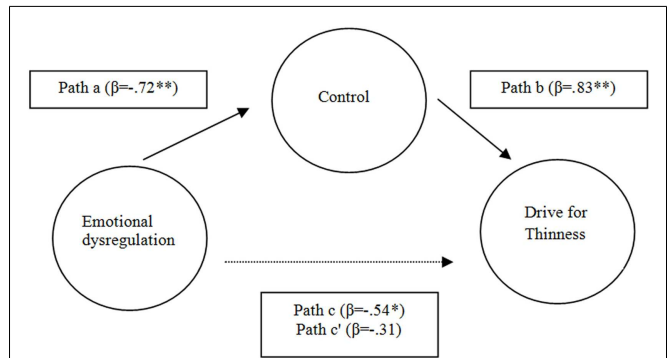 Path a (β=-.72**)
Control
Path b (β=.83**)
Emotional
dysregulation
Drive for
Thinness
Path c (β=-.54*)
Path c' (β=-.31)